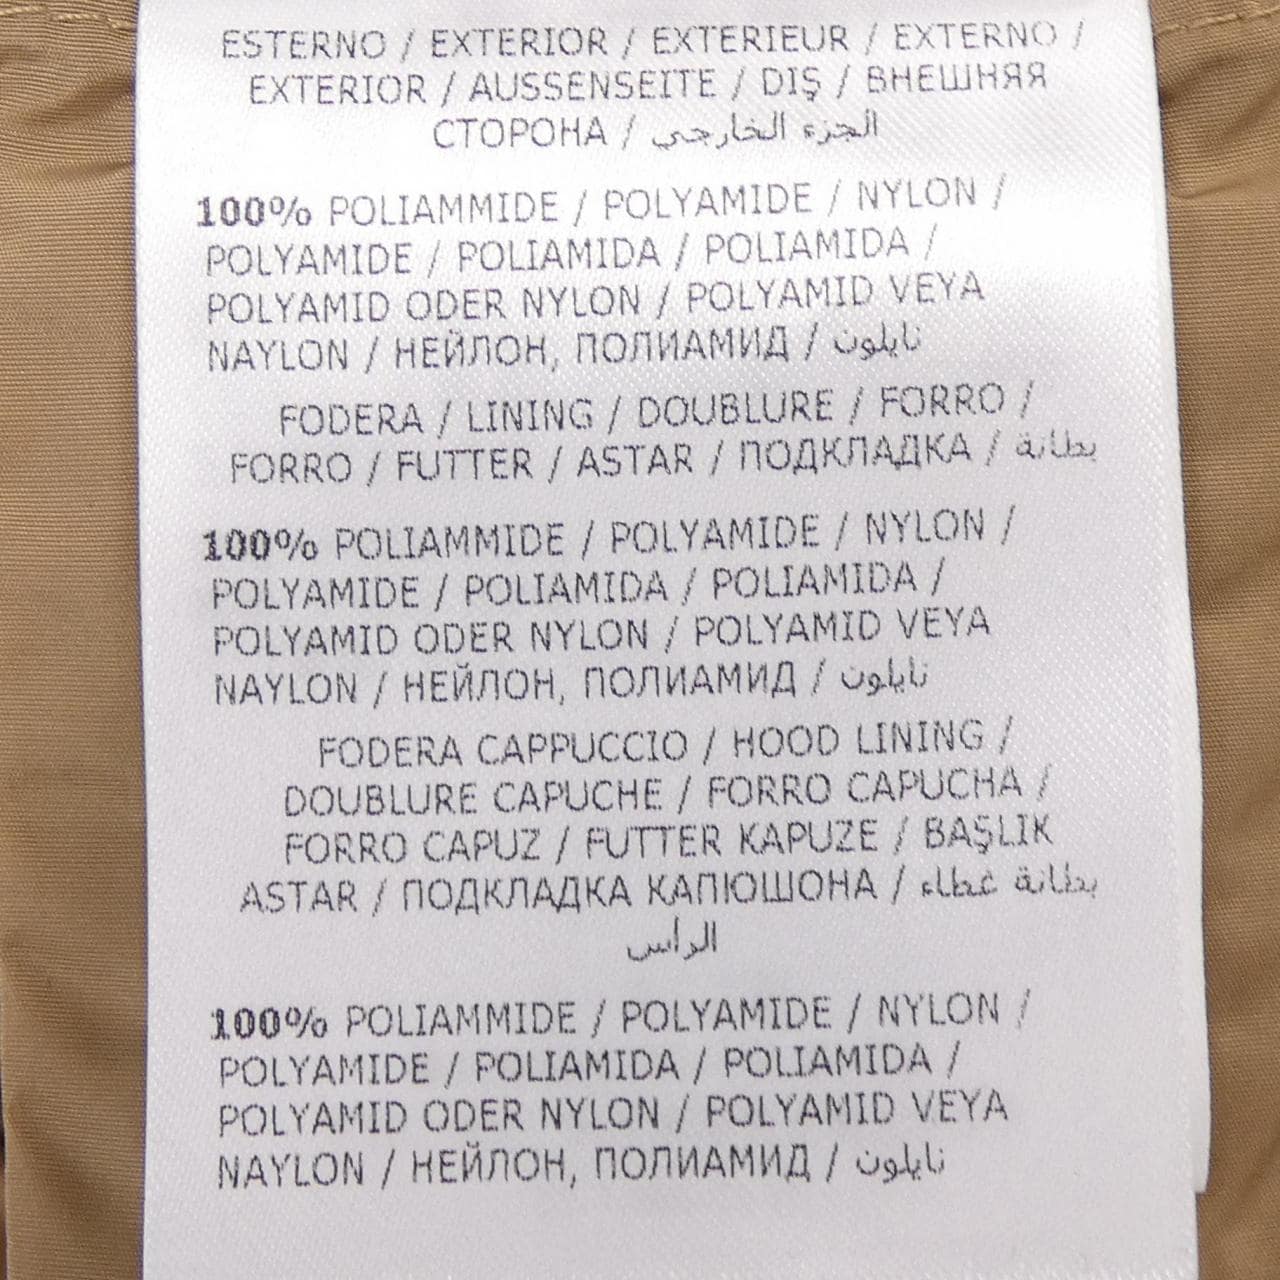 ESTERNO / EXTERIOR / EXTERIEUR / EXTERNO /
EXTERIOR / AUSSENSEITE / DIŞ / ВНЕШНЯЯ
СТОРОНА / الجزء الخارجي
100% POLIAMMIDE / POLYAMIDE / NYLON /
POLYAMIDE / POLIAMIDA / POLIAMIDA /
POLYAMID ODER NYLON / POLYAMID VEYA
NAYLON / НЕЙЛОН, ПОЛИАМИД / نايلون
FODERA / LINING / DOUBLURE / FORRO /
FORRO / FUTTER / ASTAR / ПОДКЛАДКА / بطانة
100% POLIAMMIDE / POLYAMIDE / NYLON /
POLYAMIDE / POLIAMIDA / POLIAMIDA /
POLYAMID ODER NYLON / POLYAMID VEYA
NAYLON / НЕЙЛОН, ПОЛИАМИД / نايلون
FODERA CAPPUCCIO / HOOD LINING /
DOUBLURE CAPUCHE / FORRO CAPUCHA /
FORRO CAPUZ / FUTTER KAPUZE / BAŞLIK
ASTAR / ПОДКЛАДКА КАПЮШОНА / بطانة غطاء
الرأس
100% POLIAMMIDE / POLYAMIDE / NYLON /
POLYAMIDE / POLIAMIDA / POLIAMIDA /
POLYAMID ODER NYLON / POLYAMID VEYA
NAYLON / НЕЙЛОН, ПОЛИАМИД / نايلون